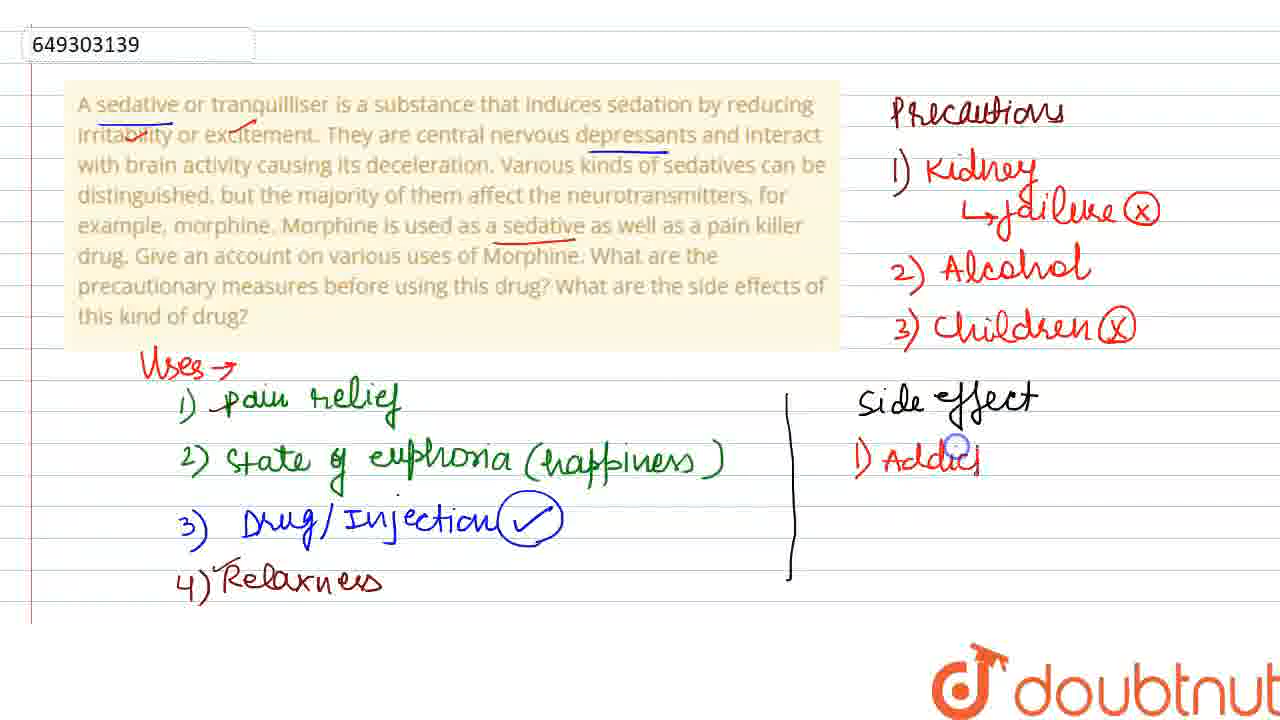 649303139
A sedative or tranquilliser is a substance that induces sedation by reducing
irritability or excitement. They are central nervous depressants and interact
with brain activity causing its deceleration. Various kinds of sedatives can be
distinguished, but the majority of them affect the neurotransmitters, for
example, morphine. Morphine is used as a sedative as well as a pain killer
drug. Give an account on various uses of Morphine. What are the
precautionary measures before using this drug? What are the side effects of
this kind of drug?
Uses →
1) Pain relief
2) State of euphoria (happiness)
3) Drug/Injection ✓
4) Relaxness
Precautions
1) Kidney
↳ failure x
2) Alcohol
3) Children x
Side effect
1) Addict
doubtnut